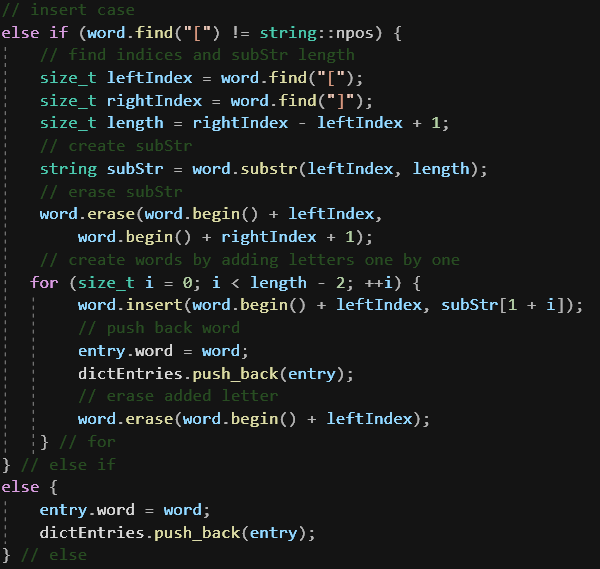 // insert case
else if (word.find("[") != string::npos) {
// find indices and subStr length
size_t leftIndex = word.find("[");
size_t rightIndex = word.find("]");
size_t length = rightIndex - leftIndex + 1;
// create subStr
string subStr = word.substr(leftIndex, length);
// erase subStr
word.erase(word.begin() + leftIndex,
word.begin() + rightIndex + 1);
// create words by adding letters one by one
for (size_t i = 0; i < length - 2; ++i) {
word.insert(word.begin() + leftIndex, subStr[1 + i]);
// push back word
entry.word = word;
dictEntries.push_back(entry);
// erase added letter
word.erase(word.begin() + leftIndex);
} // for
} // else if
else {
entry.word = word;
dictEntries.push_back(entry);
} // else